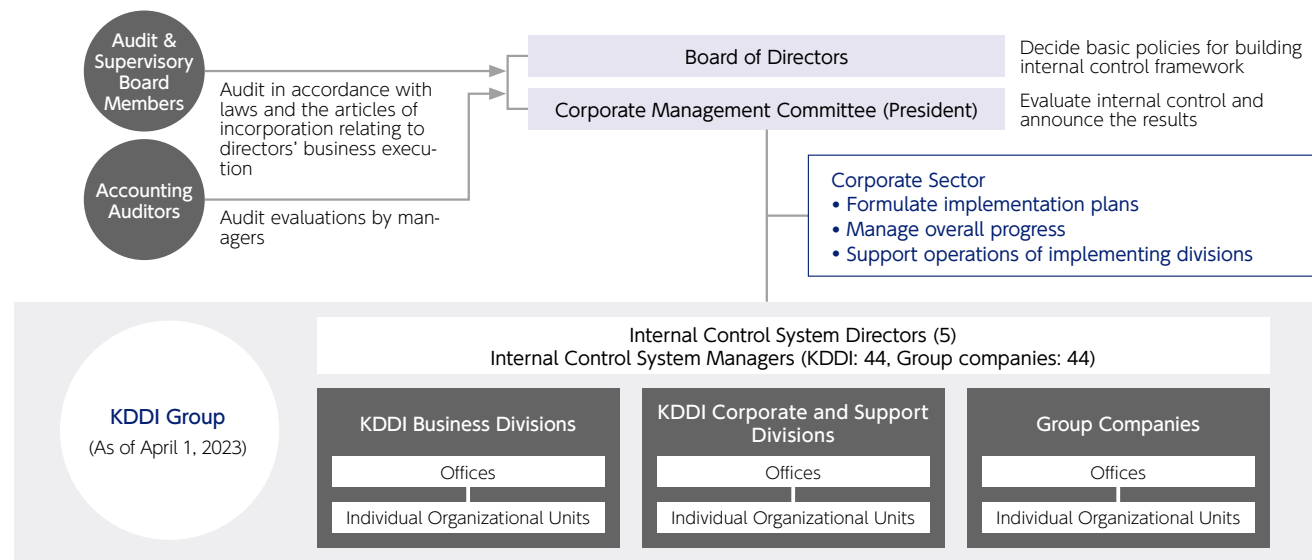 Audit &
Supervisory
Board
Members
Audit in accordance with
laws and the articles of
incorporation relating to
directors' business execu-
tion
Accounting
Auditors
Audit evaluations by man-
agers
Board of Directors
Decide basic policies for building
internal control framework
Corporate Management Committee (President)
Evaluate internal control and
announce the results
Corporate Sector
• Formulate implementation plans
• Manage overall progress
• Support operations of implementing divisions
KDDI Group
(As of April 1, 2023)
Internal Control System Directors (5)
Internal Control System Managers (KDDI: 44, Group companies: 44)
KDDI Business Divisions
Offices
Individual Organizational Units
KDDI Corporate and Support
Divisions
Offices
Individual Organizational Units
Group Companies
Offices
Individual Organizational Units